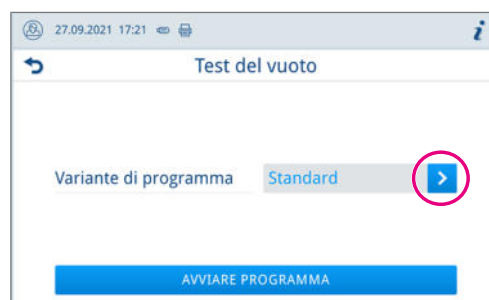 27.09.2021 17:21
Test del vuoto
Variante di programma Standard
AVVIARE PROGRAMMA